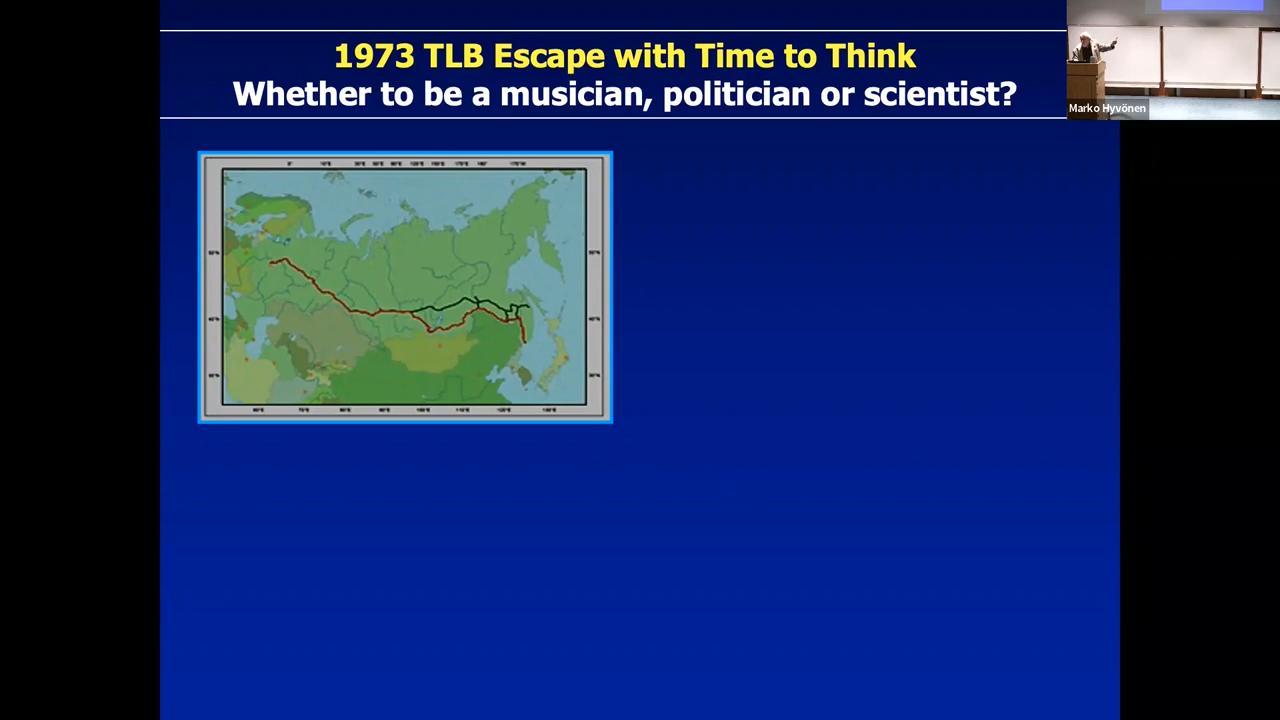 1973 TLB Escape with Time to Think
Whether to be a musician, politician or scientist?
Marko Hyvönen